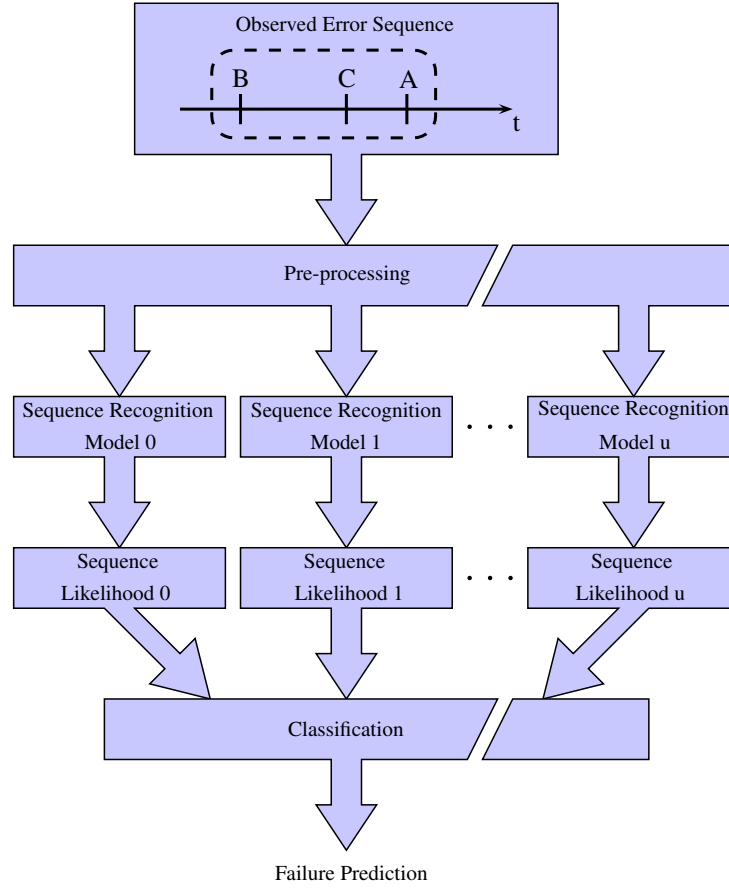 Observed Error Sequence
B C A
t
Pre-processing
Sequence Recognition
Model 0
Sequence Recognition
Model 1
. . .
Sequence Recognition
Model u
Sequence
Likelihood 0
Sequence
Likelihood 1
. . .
Sequence
Likelihood u
Classification
Failure Prediction